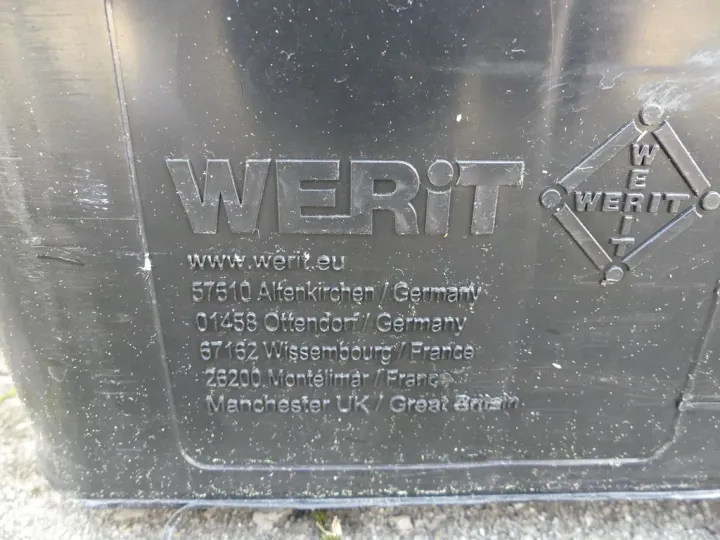 WERiT
WERIT
WERIT
www.werit.eu
57610 Altenkirchen / Germany
01458 Ottendorf / Germany
67162 Wissembourg / France
26200 Montélimar / France
Manchester UK / Great Britain